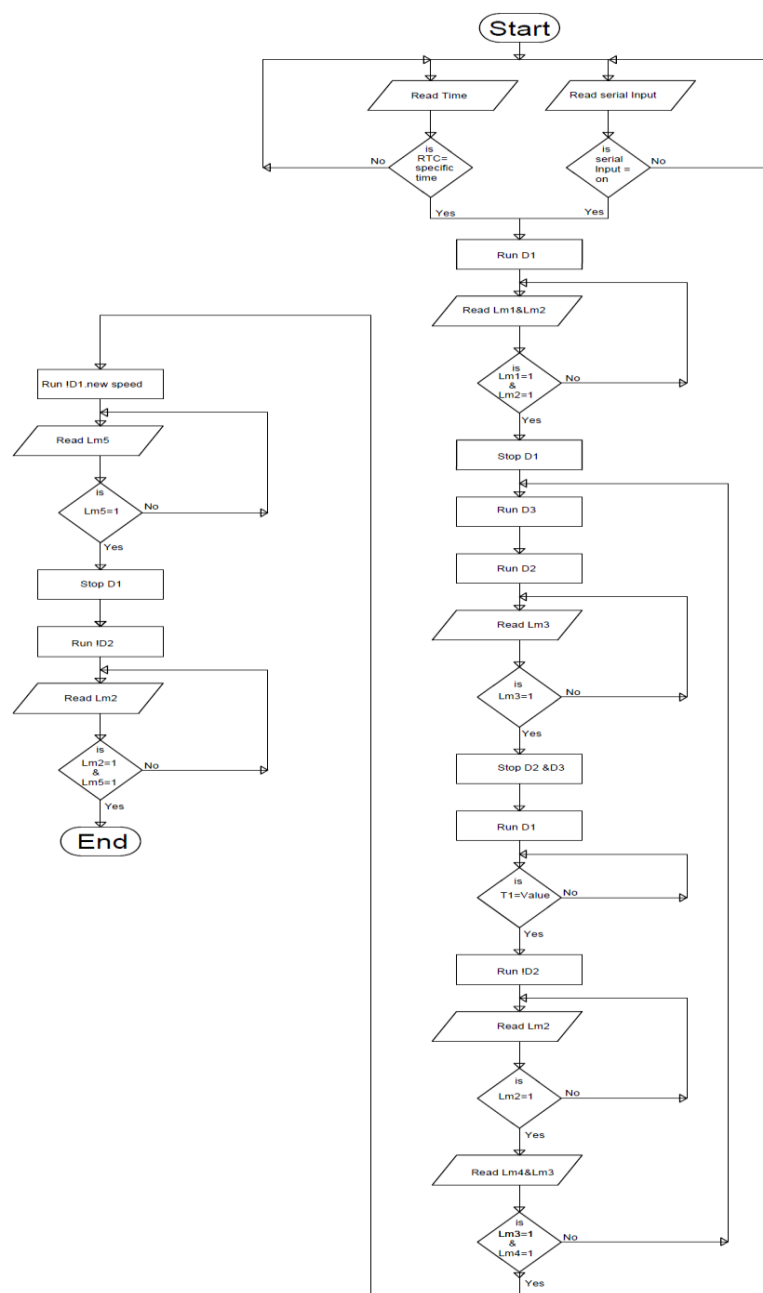 Start
Read Time
Read serial Input
is
RTC=
specific
time
No
Yes
is
serial
Input =
on
No
Yes
Run D1
Read Lm1&Lm2
is
Lm1=1
&
Lm2=1
No
Yes
Stop D1
Run D3
Run D2
Read Lm3
is
Lm3=1
No
Yes
Stop D2 &D3
Run D1
is
T1=Value
No
Yes
Run !D2
Read Lm2
is
Lm2=1
No
Yes
Read Lm4&Lm3
is
Lm3=1
&
Lm4=1
No
Yes
Run !D1.new speed
Read Lm5
is
Lm5=1
No
Yes
Stop D1
Run !D2
Read Lm2
is
Lm2=1
&
Lm5=1
No
Yes
End